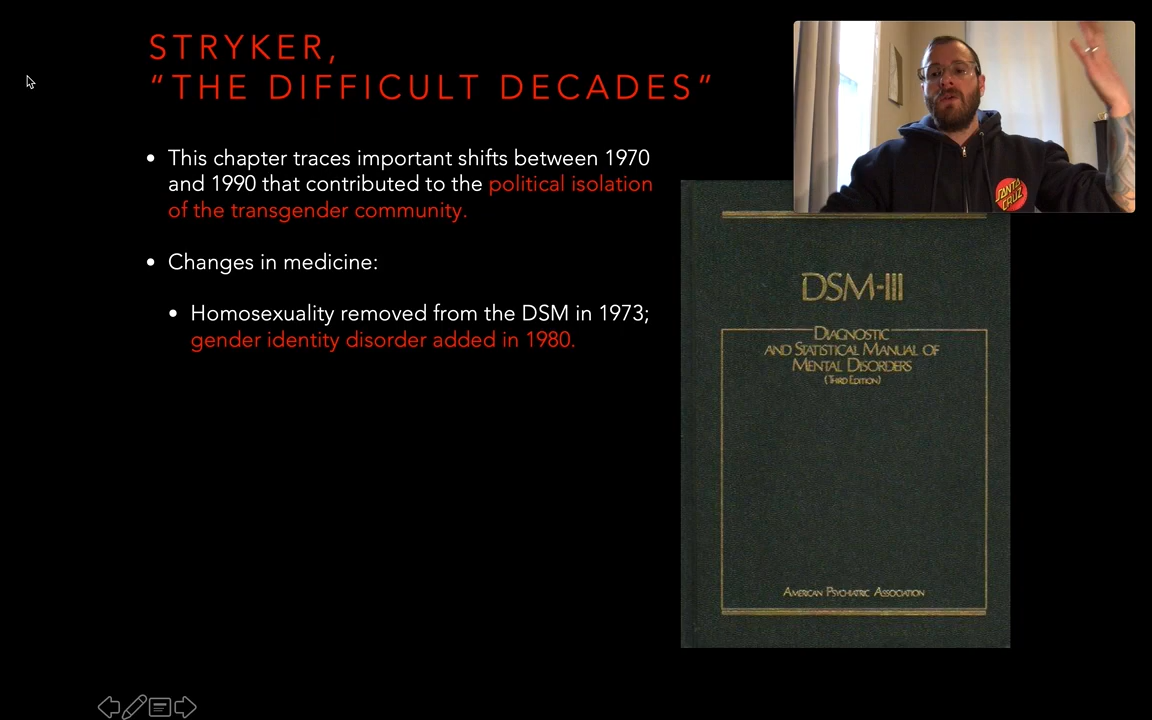 STRYKER,
“THE DIFFICULT DECADES”
• This chapter traces important shifts between 1970
and 1990 that contributed to the political isolation
of the transgender community.
• Changes in medicine:
• Homosexuality removed from the DSM in 1973;
gender identity disorder added in 1980.
SANTA
CRUZ
DSM-III
DIAGNOSTIC
AND STATISTICAL MANUAL OF
MENTAL DISORDERS
(THIRD EDITION)
AMERICAN PSYCHIATRIC ASSOCIATION